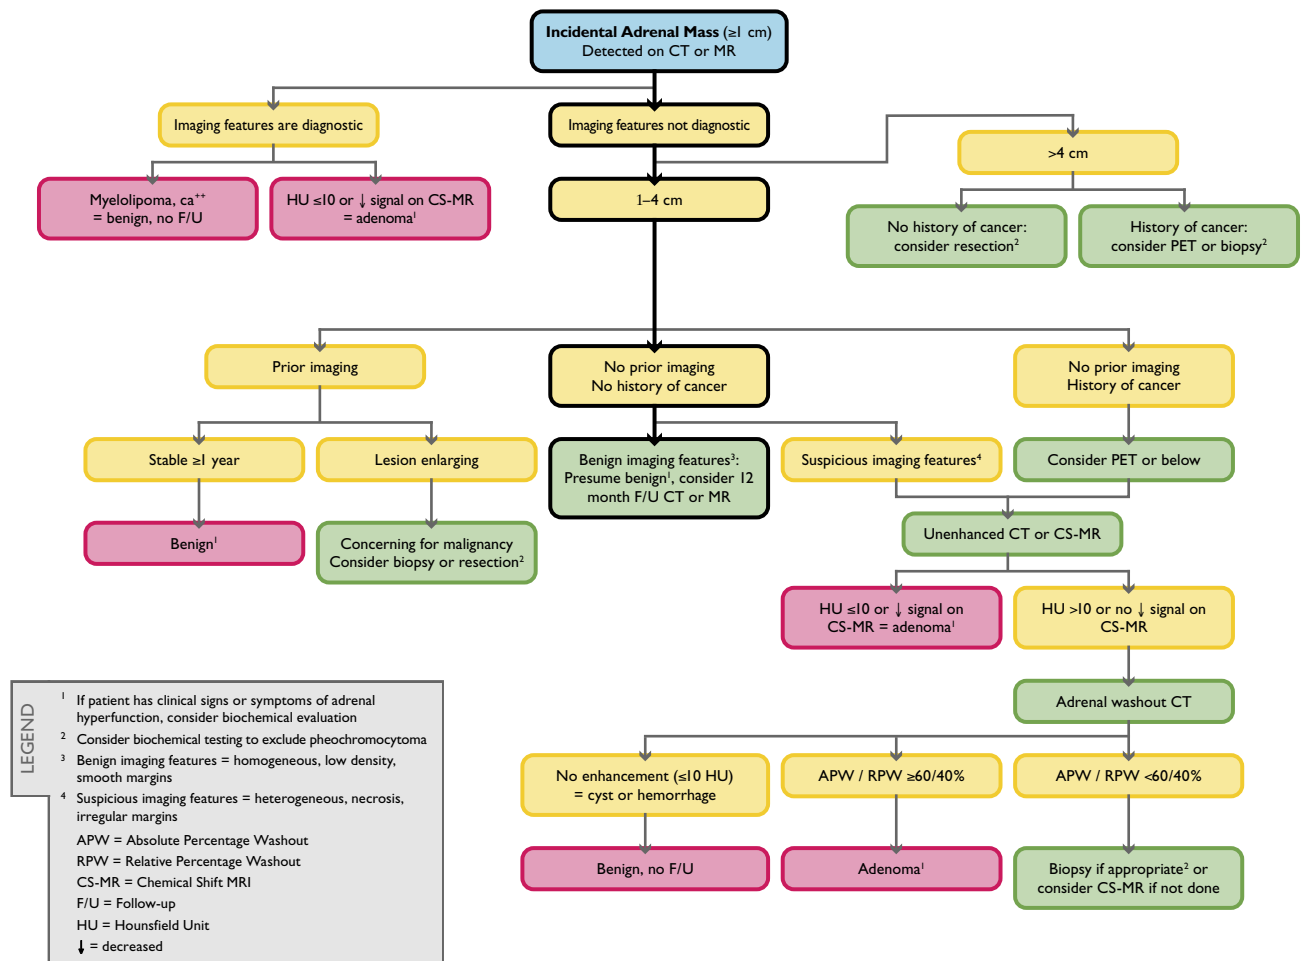 Incidental Adrenal Mass (≥1 cm)
Detected on CT or MR
Imaging features are diagnostic
Imaging features not diagnostic
>4 cm
Myelolipoma, ca⁺⁺
= benign, no F/U
HU ≤10 or ↓ signal on CS-MR
= adenoma¹
1–4 cm
No history of cancer:
consider resection²
History of cancer:
consider PET or biopsy²
Prior imaging
No prior imaging
No history of cancer
No prior imaging
History of cancer
Stable ≥1 year
Lesion enlarging
Benign imaging features³:
Presume benign¹, consider 12
month F/U CT or MR
Suspicious imaging features⁴
Consider PET or below
Benign¹
Concerning for malignancy
Consider biopsy or resection²
Unenhanced CT or CS-MR
HU ≤10 or ↓ signal on
CS-MR = adenoma¹
HU >10 or no ↓ signal on
CS-MR
Adrenal washout CT
No enhancement (≤10 HU)
= cyst or hemorrhage
APW / RPW ≥60/40%
APW / RPW <60/40%
Benign, no F/U
Adenoma¹
Biopsy if appropriate² or
consider CS-MR if not done
LEGEND
¹ If patient has clinical signs or symptoms of adrenal
hyperfunction, consider biochemical evaluation
² Consider biochemical testing to exclude pheochromocytoma
³ Benign imaging features = homogeneous, low density,
smooth margins
⁴ Suspicious imaging features = heterogeneous, necrosis,
irregular margins
APW = Absolute Percentage Washout
RPW = Relative Percentage Washout
CS-MR = Chemical Shift MRI
F/U = Follow-up
HU = Hounsfield Unit
↓ = decreased